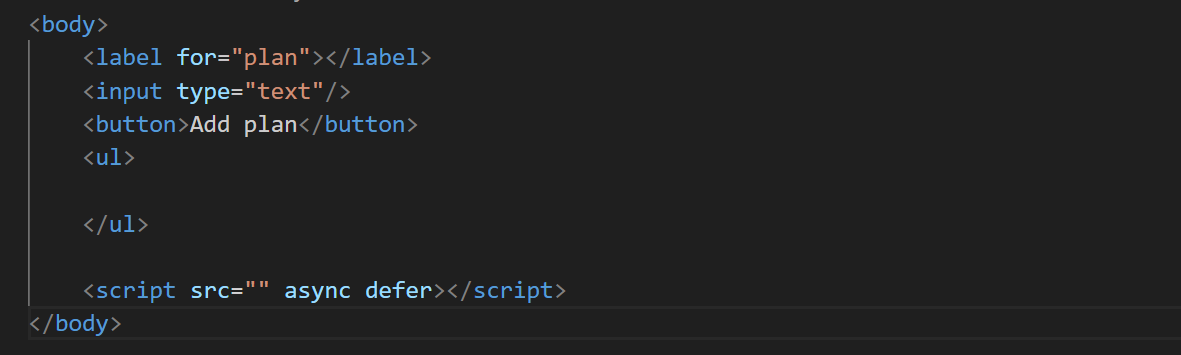 <body>
    <label for="plan"></label>
    <input type="text"/>
    <button>Add plan</button>
    <ul>
    </ul>
    <script src="" async defer></script>
</body>